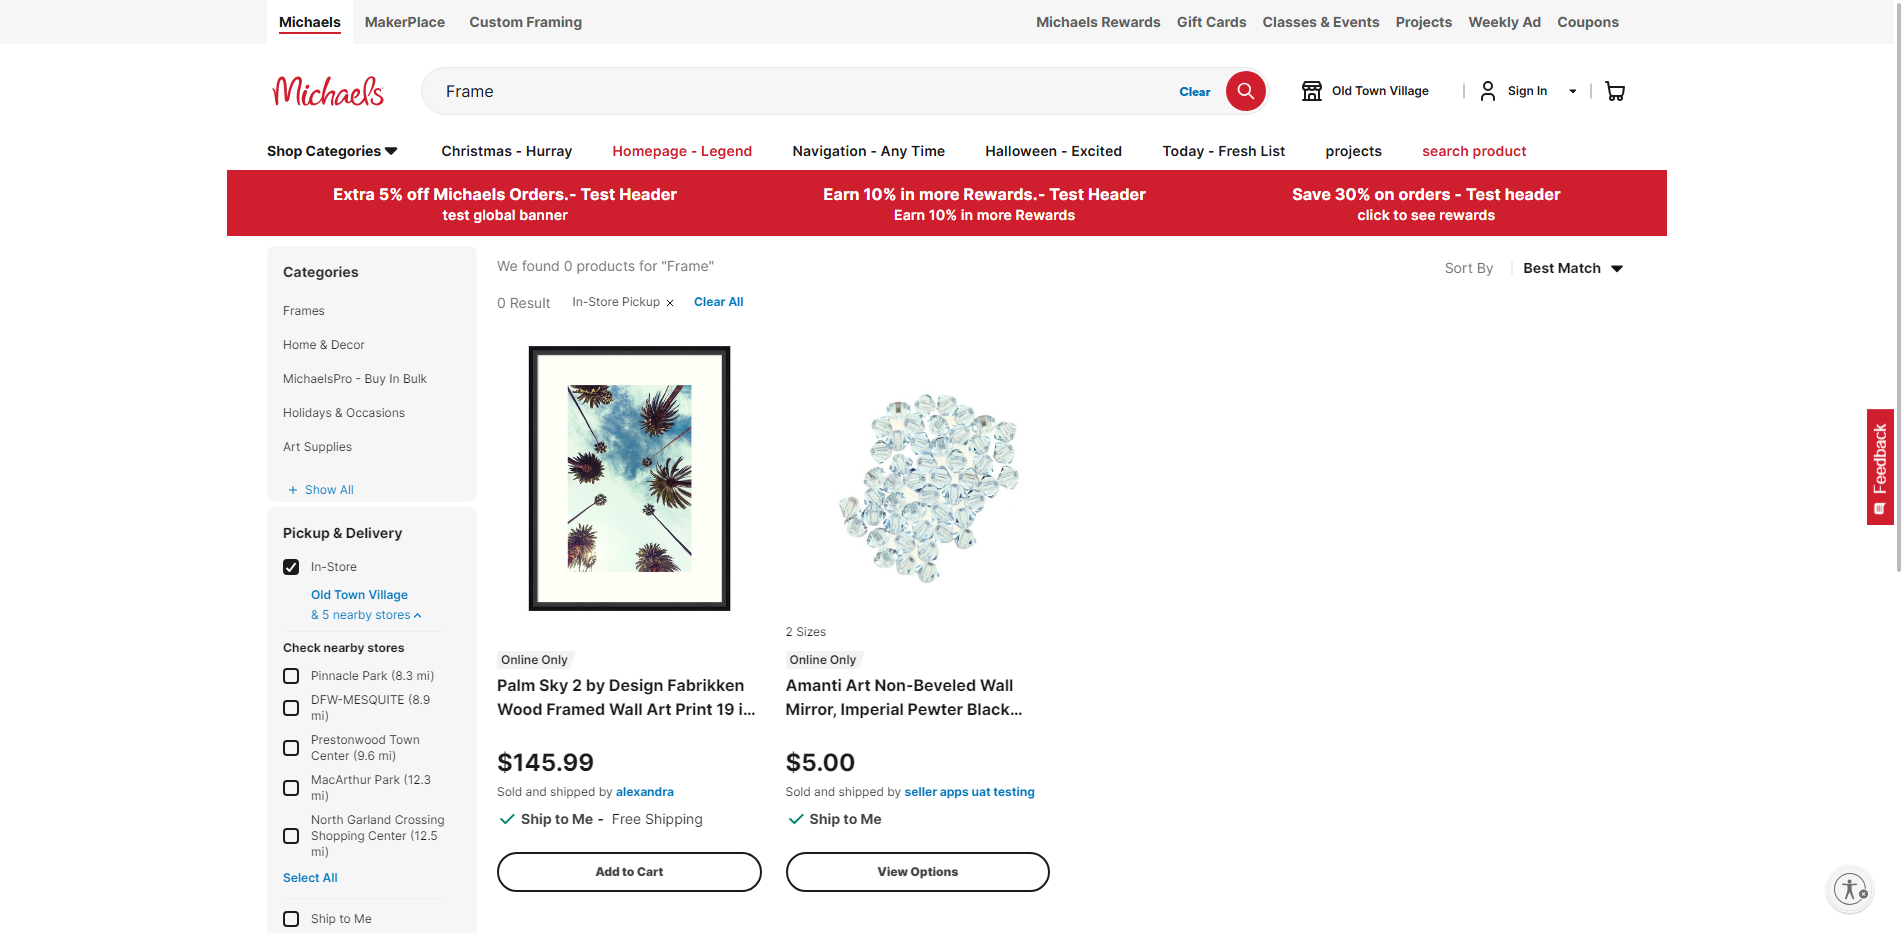 Michaels
MakerPlace
Custom Framing
Michaels Rewards
Gift Cards
Classes & Events
Projects
Weekly Ad
Coupons
Michaels
Frame
Clear
Old Town Village
Sign In
Shop Categories
Christmas - Hurray
Homepage - Legend
Navigation - Any Time
Halloween - Excited
Today - Fresh List
projects
search product
Extra 5% off Michaels Orders.- Test Header
test global banner
Earn 10% in more Rewards.- Test Header
Earn 10% in more Rewards
Save 30% on orders - Test header
click to see rewards
Categories
Frames
Home & Decor
MichaelsPro - Buy In Bulk
Holidays & Occasions
Art Supplies
+ Show All
Pickup & Delivery
In-Store
Old Town Village
& 5 nearby stores
Check nearby stores
Pinnacle Park (8.3 mi)
DFW-MESQUITE (8.9
mi)
Prestonwood Town
Center (9.6 mi)
MacArthur Park (12.3
mi)
North Garland Crossing
Shopping Center (12.5
mi)
Select All
Ship to Me
We found 0 products for "Frame"
Sort By
Best Match
0 Result
In-Store Pickup
Clear All
Online Only
Palm Sky 2 by Design Fabrikken
Wood Framed Wall Art Print 19 i...
$145.99
Sold and shipped by alexandra
Ship to Me - Free Shipping
Add to Cart
2 Sizes
Online Only
Amanti Art Non-Beveled Wall
Mirror, Imperial Pewter Black...
$5.00
Sold and shipped by seller apps uat testing
Ship to Me
View Options
Feedback